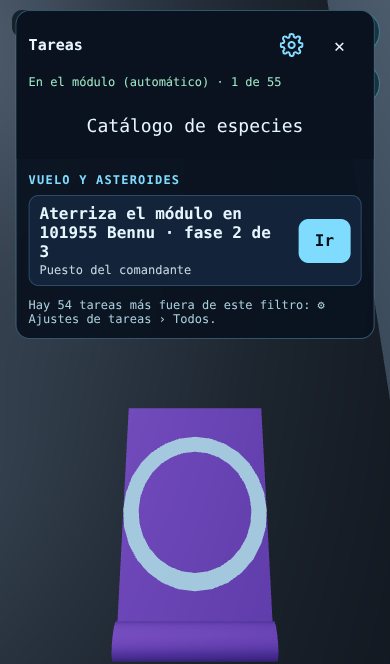 Tareas
×
En el módulo (automático) · 1 de 55
Catálogo de especies
VUELO Y ASTEROIDES
Aterriza el módulo en
101955 Bennu · fase 2 de
3
Ir
Puesto del comandante
Hay 54 tareas más fuera de este filtro: ⚙
Ajustes de tareas › Todos.